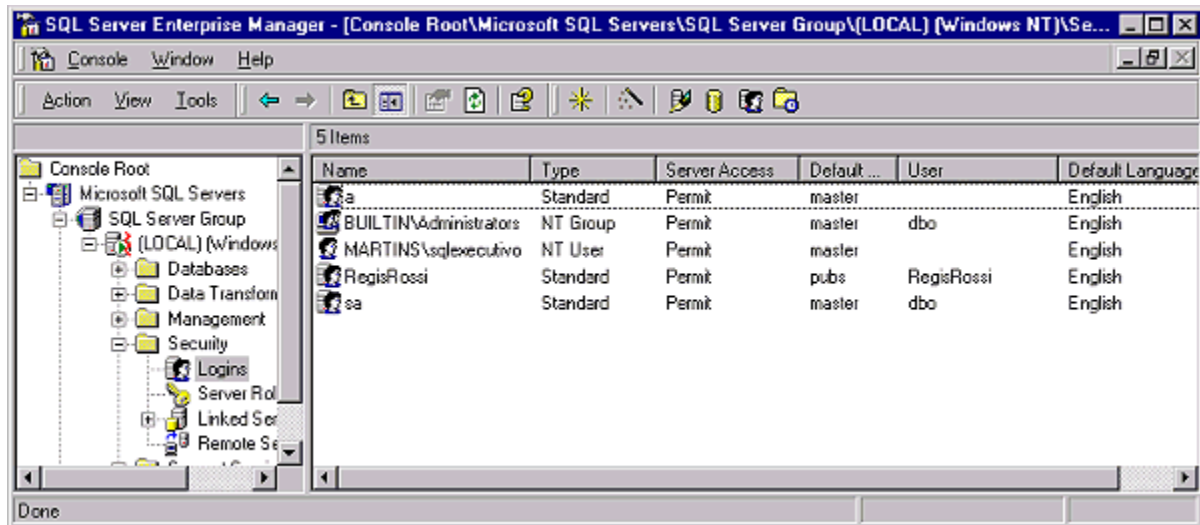 SQL Server Enterprise Manager - [Console Root\Microsoft SQL Servers\SQL Server Group\(LOCAL) (Windows NT)\Se...
Console Window Help
Action View Tools
5 Items
Console Root
Microsoft SQL Servers
SQL Server Group
(LOCAL) (Windows
Databases
Data Transform
Management
Security
Logins
Server Rol
Linked Ser
Remote Se
Name Type Server Access Default ... User Default Language
a Standard Permit master English
BUILTIN\Administrators NT Group Permit master dbo English
MARTINS\sqlexecutivo NT User Permit master English
RegisRossi Standard Permit pubs RegisRossi English
sa Standard Permit master dbo English
Done